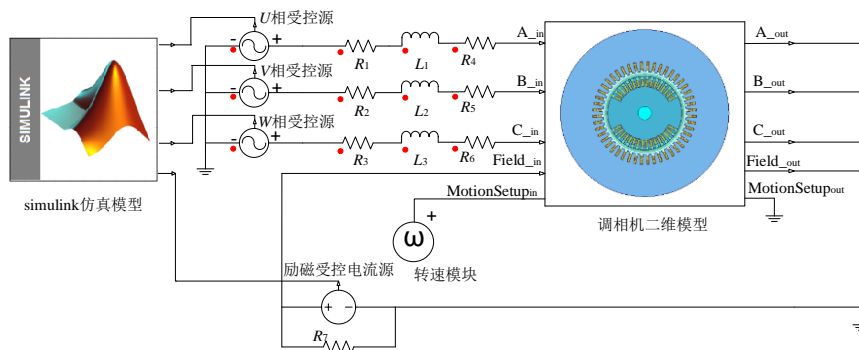 SIMULINK
simulink仿真模型
U相受控源
- +
R1
L1
R4
A_in
A_out
V相受控源
- +
R2
L2
R5
B_in
B_out
W相受控源
- +
R3
L3
R6
C_in
C_out
Field_in
Field_out
MotionSetupin
MotionSetupout
+
ω
转速模块
调相机二维模型
励磁受控电流源
+ −
R7